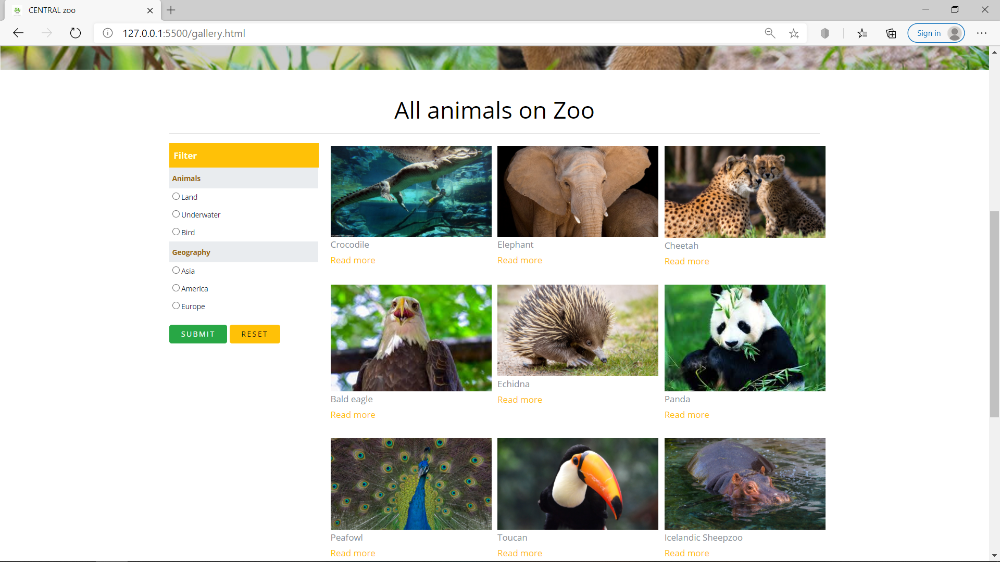 CENTRAL zoo
127.0.0.1:5500/gallery.html
Sign in
All animals on Zoo
Filter
Animals
Land
Underwater
Bird
Geography
Asia
America
Europe
SUBMIT RESET
Crocodile
Read more
Elephant
Read more
Cheetah
Read more
Bald eagle
Read more
Echidna
Read more
Panda
Read more
Peafowl
Read more
Toucan
Read more
Icelandic Sheepzoo
Read more